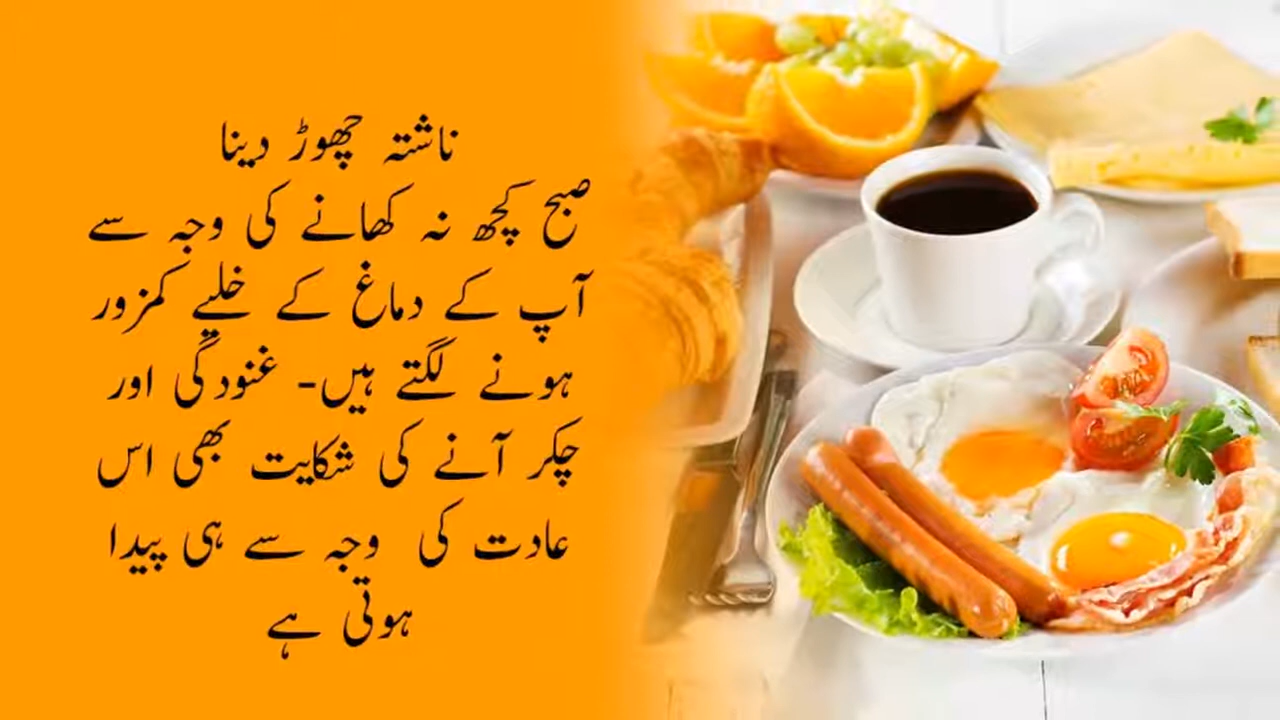 ناشتہ چھوڑ دینا
صبح کچھ نہ کھانے کی وجہ سے
آپ کے دماغ کے خلیے کمزور
ہونے لگتے ہیں- غنودگی اور
چکر آنے کی شکایت بھی اس
عادت کی وجہ سے ہی پیدا
ہوتی ہے